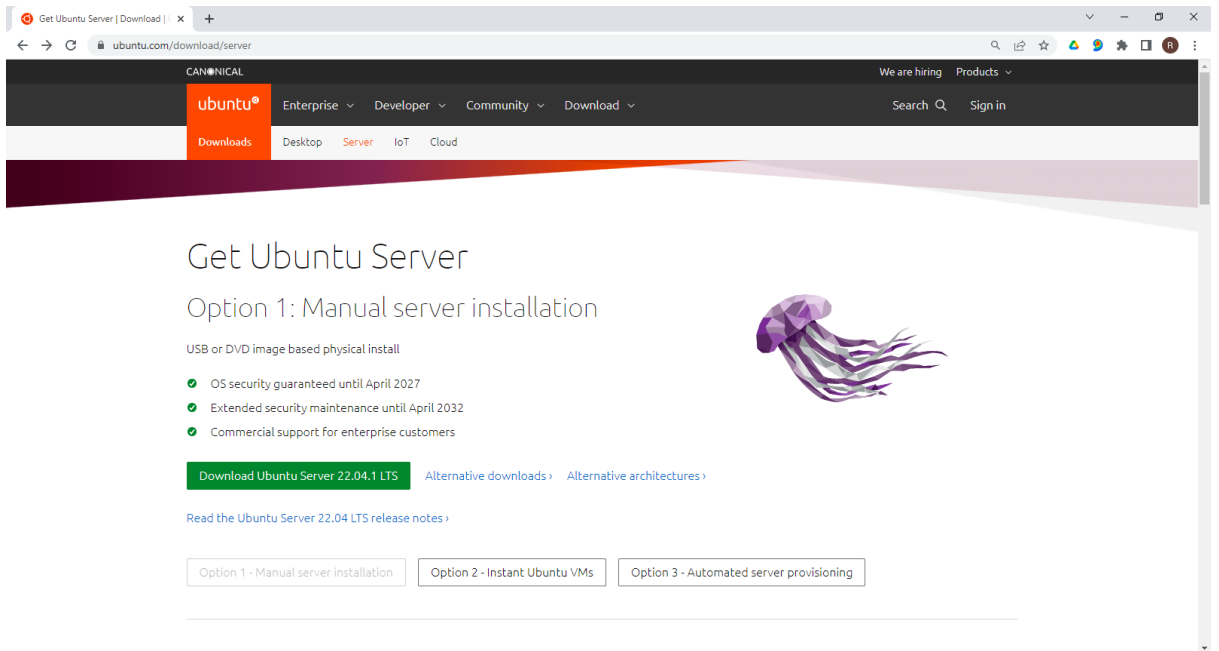 Get Ubuntu Server | Download |
ubuntu.com/download/server
R
CANONICAL
We are hiring Products
ubuntu Enterprise Developer Community Download Search Sign in
Downloads Desktop Server IoT Cloud
Get Ubuntu Server
Option 1: Manual server installation
USB or DVD image based physical install
OS security guaranteed until April 2027
Extended security maintenance until April 2032
Commercial support for enterprise customers
Download Ubuntu Server 22.04.1 LTS Alternative downloads › Alternative architectures ›
Read the Ubuntu Server 22.04 LTS release notes ›
Option 1 - Manual server installation Option 2 - Instant Ubuntu VMs Option 3 - Automated server provisioning